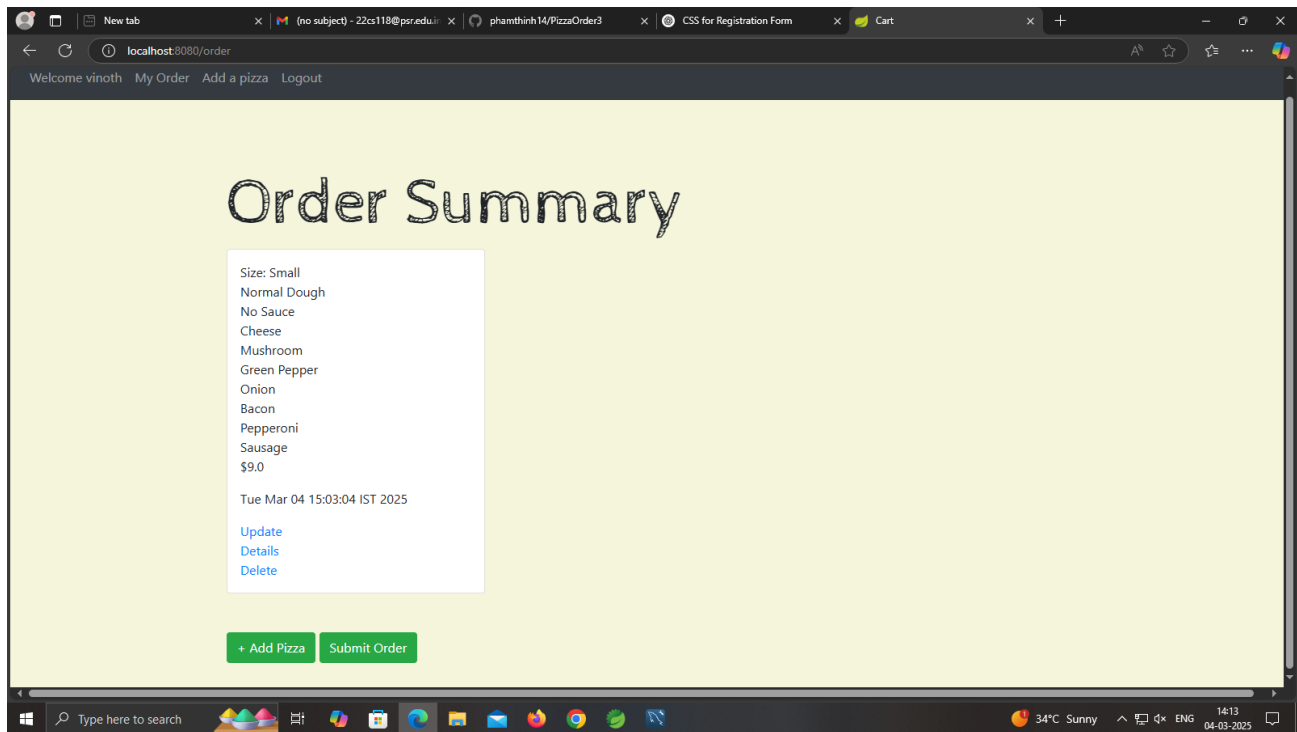 New tab
(no subject) - 22cs118@psr.edu.in
phamthinh14/PizzaOrder3
CSS for Registration Form
Cart
localhost:8080/order
Welcome vinoth My Order Add a pizza Logout
Order Summary
Size: Small
Normal Dough
No Sauce
Cheese
Mushroom
Green Pepper
Onion
Bacon
Pepperoni
Sausage
$9.0
Tue Mar 04 15:03:04 IST 2025
Update
Details
Delete
+ Add Pizza Submit Order
Type here to search
34°C Sunny
ENG
14:13
04-03-2025